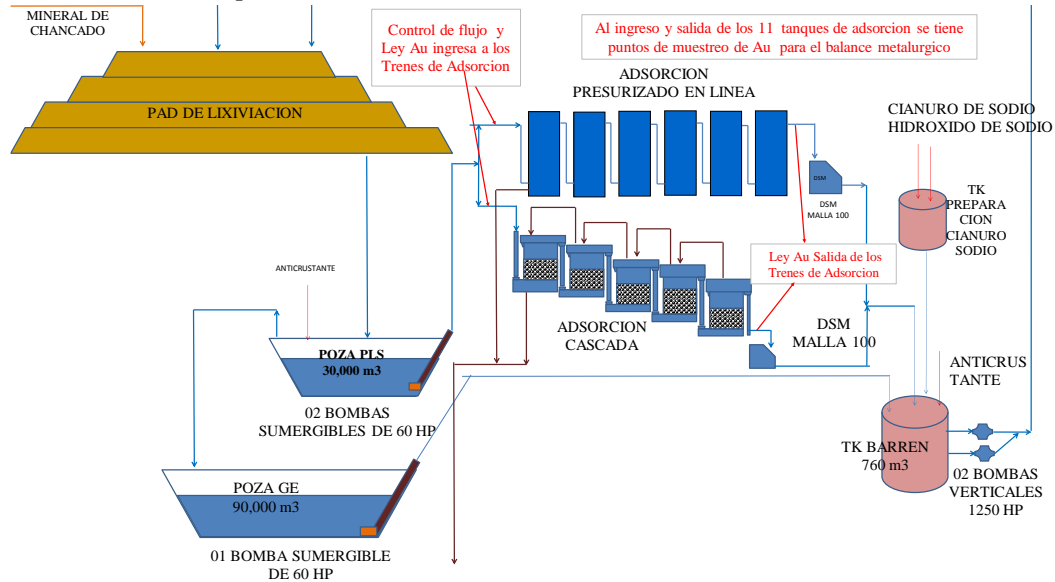 MINERAL DE
CHANCADO
Control de flujo y
Ley Au ingresa a los
Trenes de Adsorcion
Al ingreso y salida de los 11 tanques de adsorcion se tiene
puntos de muestreo de Au para el balance metalurgico
ADSORCION
PRESURIZADO EN LINEA
PAD DE LIXIVIACION
CIANURO DE SODIO
HIDROXIDO DE SODIO
DSM
DSM
MALLA 100
TK
PREPARA
CION
CIANURO
SODIO
Ley Au Salida de los
Trenes de Adsorcion
ANTICRUSTANTE
ADSORCION
CASCADA
DSM
MALLA 100
POZA PLS
30,000 m3
ANTICRUS
TANTE
02 BOMBAS
SUMERGIBLES DE 60 HP
TK BARREN
760 m3
POZA GE
90,000 m3
02 BOMBAS
VERTICALES
1250 HP
01 BOMBA SUMERGIBLE
DE 60 HP